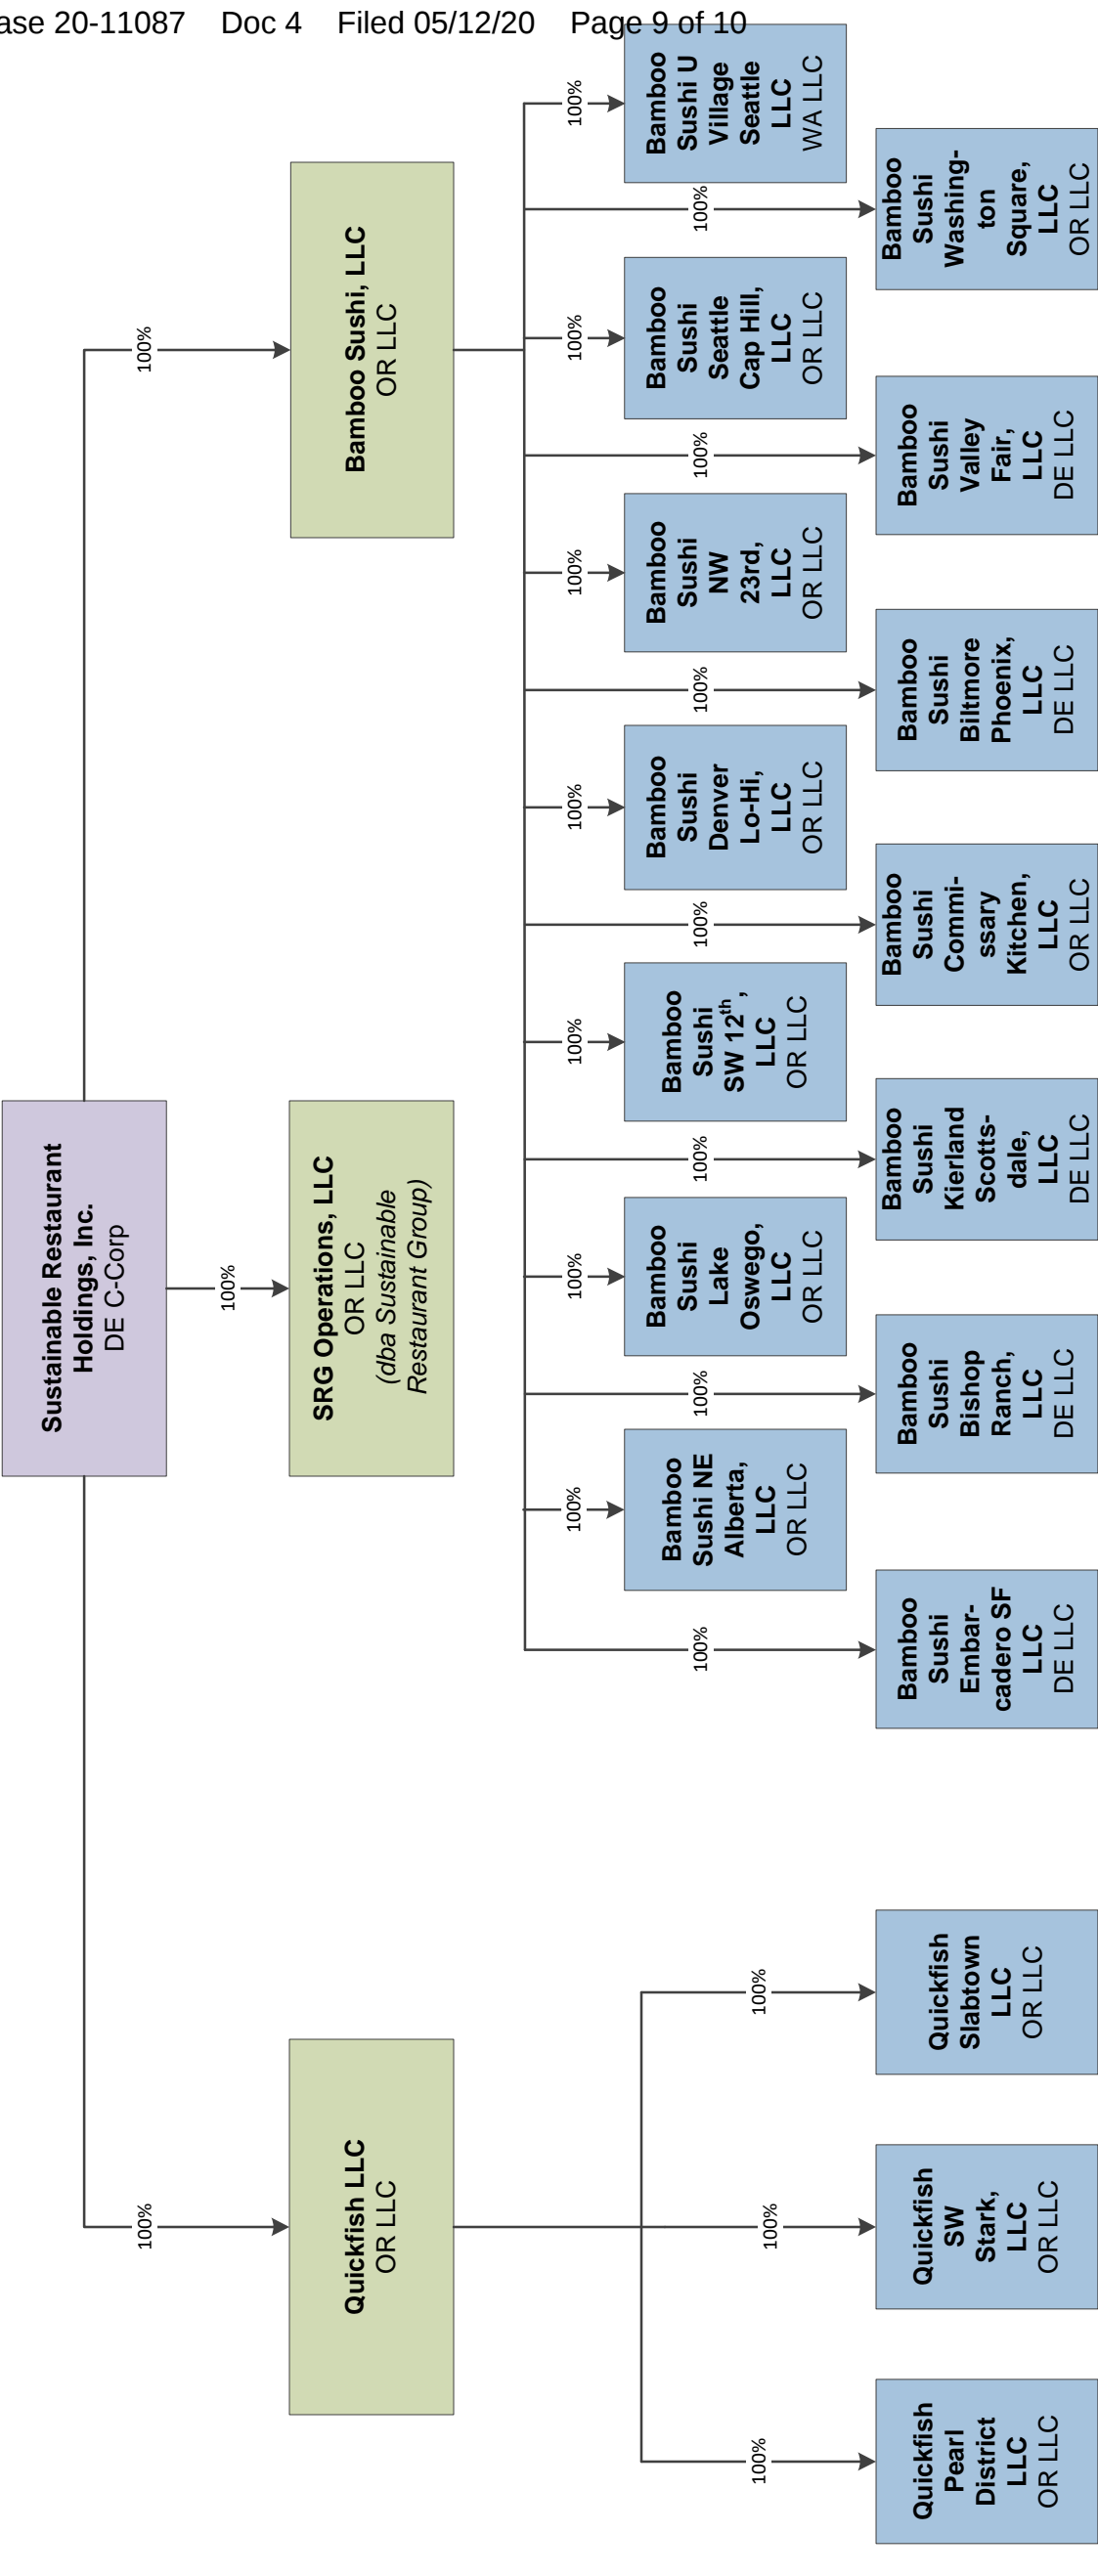 ase 20-11087 Doc 4 Filed 05/12/20 Page 9 of 10
Sustainable Restaurant
Holdings, Inc.
DE C-Corp
100%
100%
100%
Quickfish LLC
OR LLC
SRG Operations, LLC
OR LLC
(dba Sustainable
Restaurant Group)
Bamboo Sushi, LLC
OR LLC
100%
100%
100%
100%
100%
100%
100%
Bamboo
Sushi NE
Alberta,
LLC
OR LLC
Bamboo
Sushi
Lake
Oswego,
LLC
OR LLC
Bamboo
Sushi
SW 12th ,
LLC
OR LLC
Bamboo
Sushi
Denver
Lo-Hi,
LLC
OR LLC
Bamboo
Sushi
NW
23rd,
LLC
OR LLC
Bamboo
Sushi
Seattle
Cap Hill,
LLC
OR LLC
Bamboo
Sushi U
Village
Seattle
LLC
WA LLC
100%
100%
100%
100%
100%
100%
100%
100%
100%
100%
Quickfish
Pearl
District
LLC
OR LLC
Quickfish
SW
Stark,
LLC
OR LLC
Quickfish
Slabtown
LLC
OR LLC
Bamboo
Sushi
Embar-
cadero SF
LLC
DE LLC
Bamboo
Sushi
Bishop
Ranch,
LLC
DE LLC
Bamboo
Sushi
Kierland
Scotts-
dale,
LLC
DE LLC
Bamboo
Sushi
Commi-
ssary
Kitchen,
LLC
OR LLC
Bamboo
Sushi
Biltmore
Phoenix,
LLC
DE LLC
Bamboo
Sushi
Valley
Fair,
LLC
DE LLC
Bamboo
Sushi
Washing-
ton
Square,
LLC
OR LLC